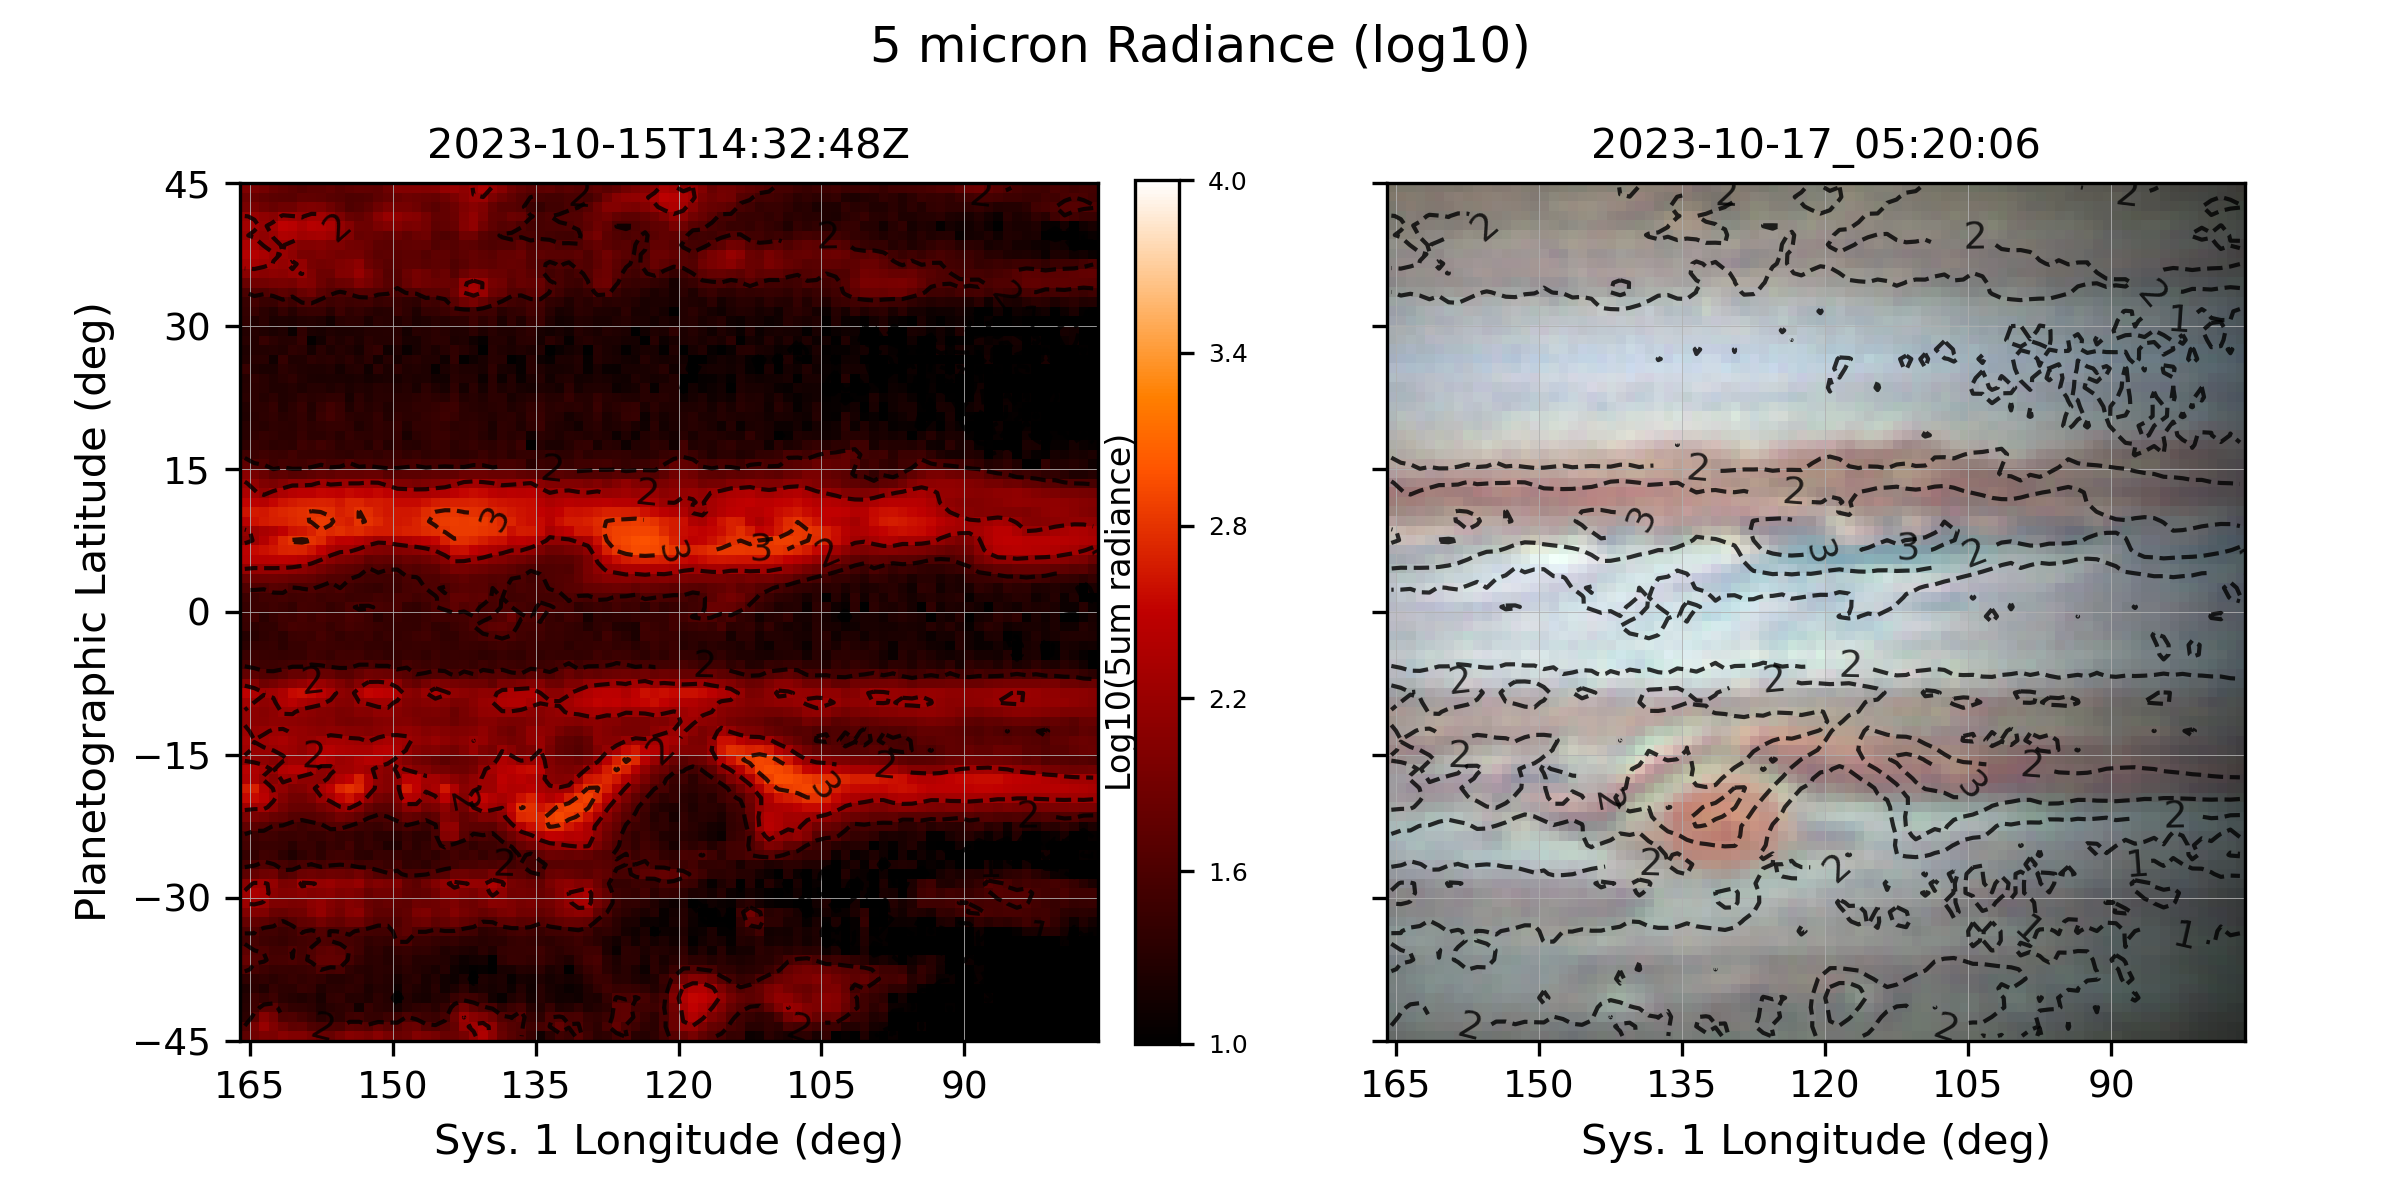 5 micron Radiance (log10)
2023-10-15T14:32:48Z
2023-10-17_05:20:06
Planetographic Latitude (deg)
45
30
15
0
−15
−30
−45
165 150 135 120 105 90
Sys. 1 Longitude (deg)
Log10(5um radiance)
4.0
3.4
2.8
2.2
1.6
1.0
165 150 135 120 105 90
Sys. 1 Longitude (deg)